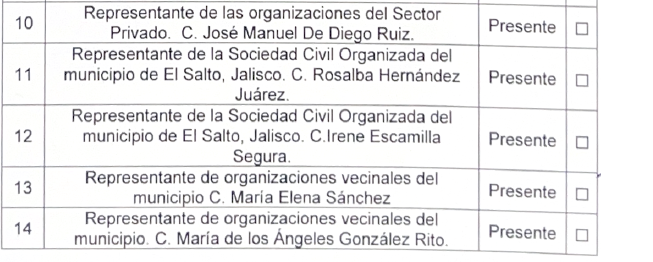 10 Representante de las organizaciones del Sector Presente ☐
Privado. C. José Manuel De Diego Ruiz.
Representante de la Sociedad Civil Organizada del
11 municipio de El Salto, Jalisco. C. Rosalba Hernández Presente ☐
Juárez.
Representante de la Sociedad Civil Organizada del
12 municipio de El Salto, Jalisco. C.Irene Escamilla Presente ☐
Segura.
13 Representante de organizaciones vecinales del Presente ☐
municipio C. María Elena Sánchez
14 Representante de organizaciones vecinales del Presente ☐
municipio. C. María de los Ángeles González Rito.